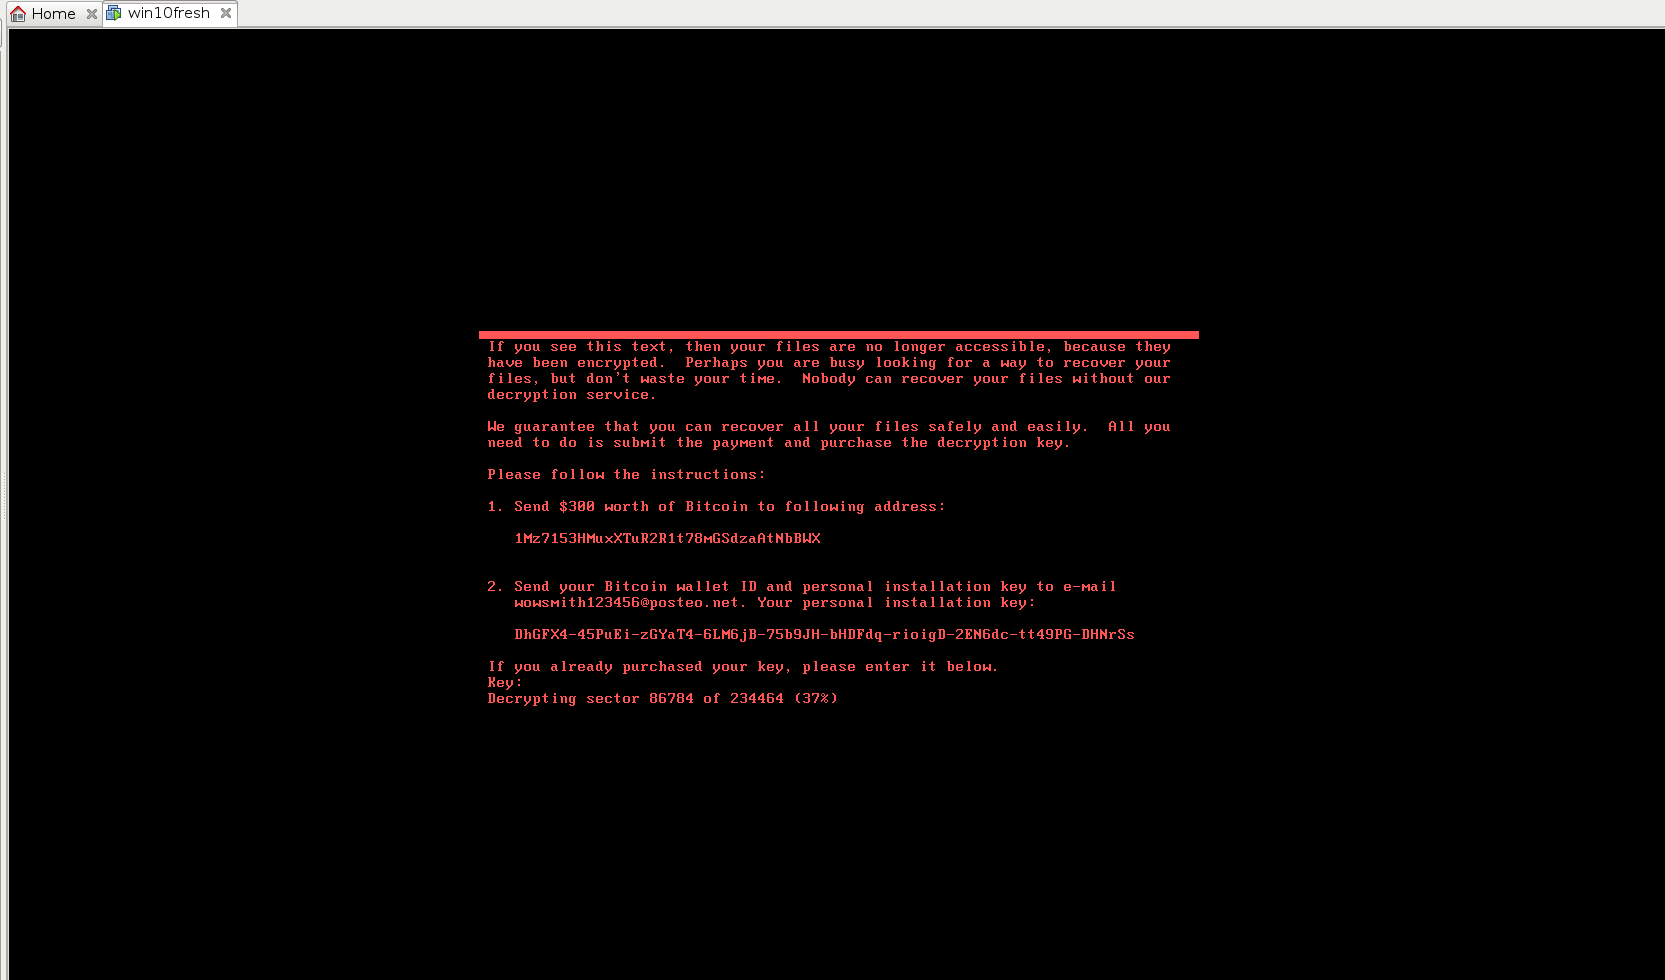 Home
win10fresh
If you see this text, then your files are no longer accessible, because they
have been encrypted.  Perhaps you are busy looking for a way to recover your
files, but don't waste your time.  Nobody can recover your files without our
decryption service.
We guarantee that you can recover all your files safely and easily.  All you
need to do is submit the payment and purchase the decryption key.
Please follow the instructions:
1. Send $300 worth of Bitcoin to following address:
1Mz7153HMuxXTuR2R1t78mGSdzaAtNbBWX
2. Send your Bitcoin wallet ID and personal installation key to e-mail
wowsmith123456@posteo.net. Your personal installation key:
DhGFX4-45PuEi-zGYaT4-6LM6jB-75b9JH-bHDFdq-rioigD-2EN6dc-tt49PG-DHNrSs
If you already purchased your key, please enter it below.
Key:
Decrypting sector 86784 of 234464 (37%)